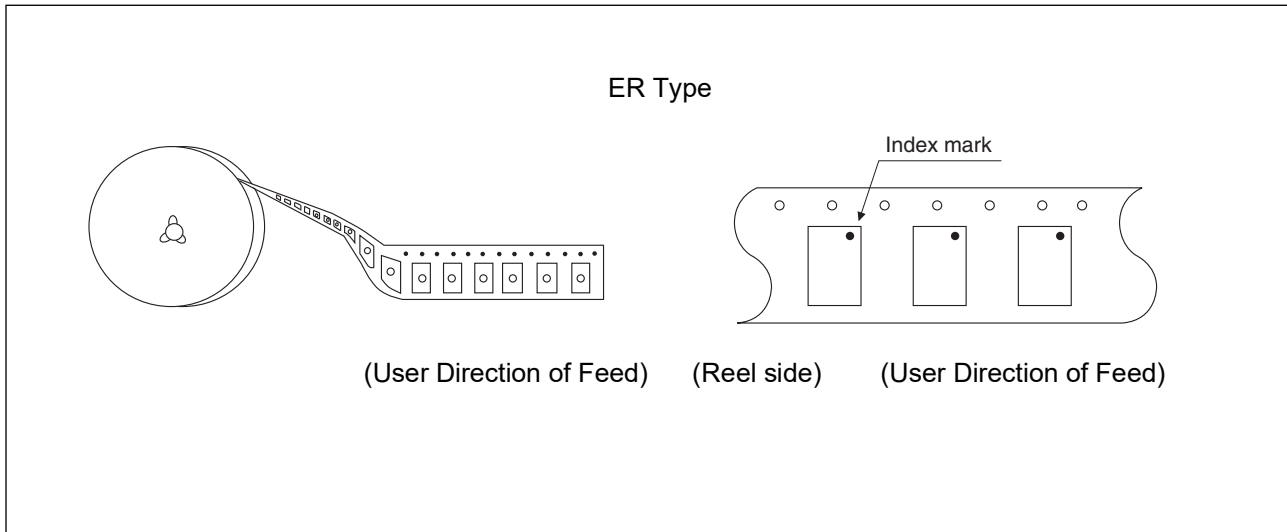 ER Type
Index mark
(User Direction of Feed)
(Reel side)
(User Direction of Feed)